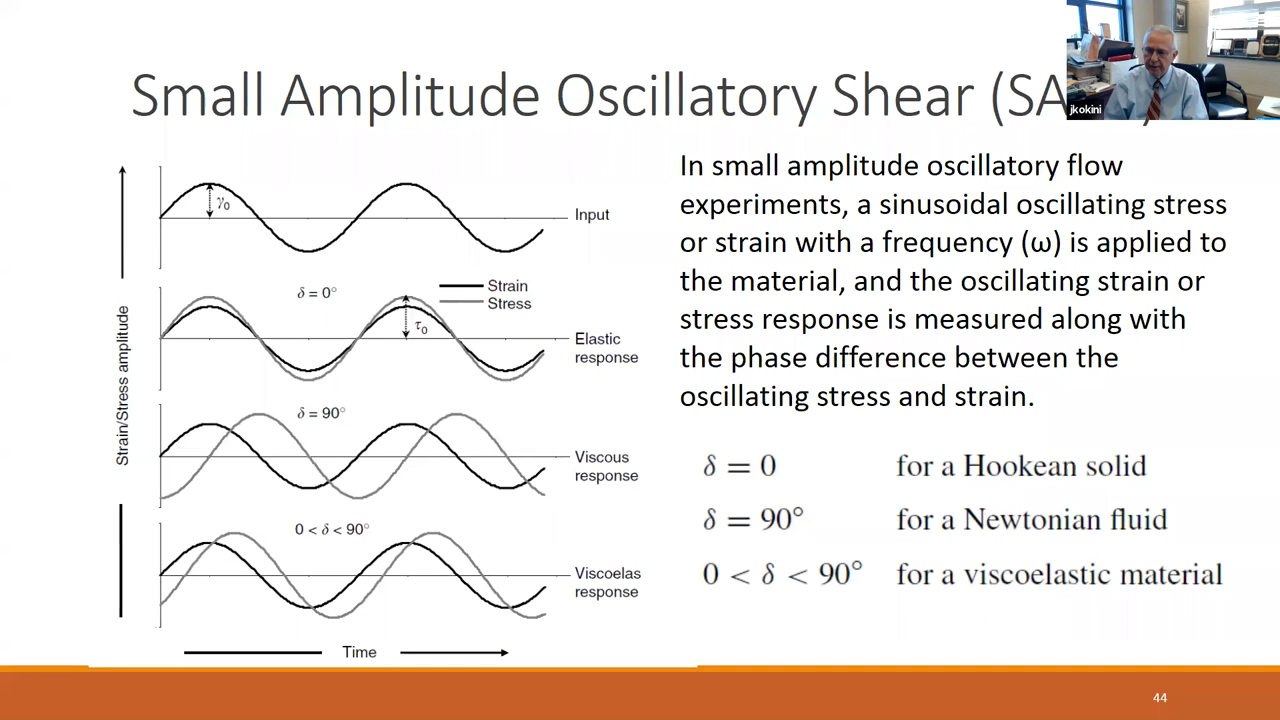 Small Amplitude Oscillatory Shear (SA
jkokini
In small amplitude oscillatory flow
experiments, a sinusoidal oscillating stress
or strain with a frequency (ω) is applied to
the material, and the oscillating strain or
stress response is measured along with
the phase difference between the
oscillating stress and strain.
δ = 0 for a Hookean solid
δ = 90° for a Newtonian fluid
0 < δ < 90° for a viscoelastic material
Strain/Stress amplitude
γ₀
Input
δ = 0°
Strain
Stress
τ₀
Elastic
response
δ = 90°
Viscous
response
0 < δ < 90°
Viscoelas
response
Time
44